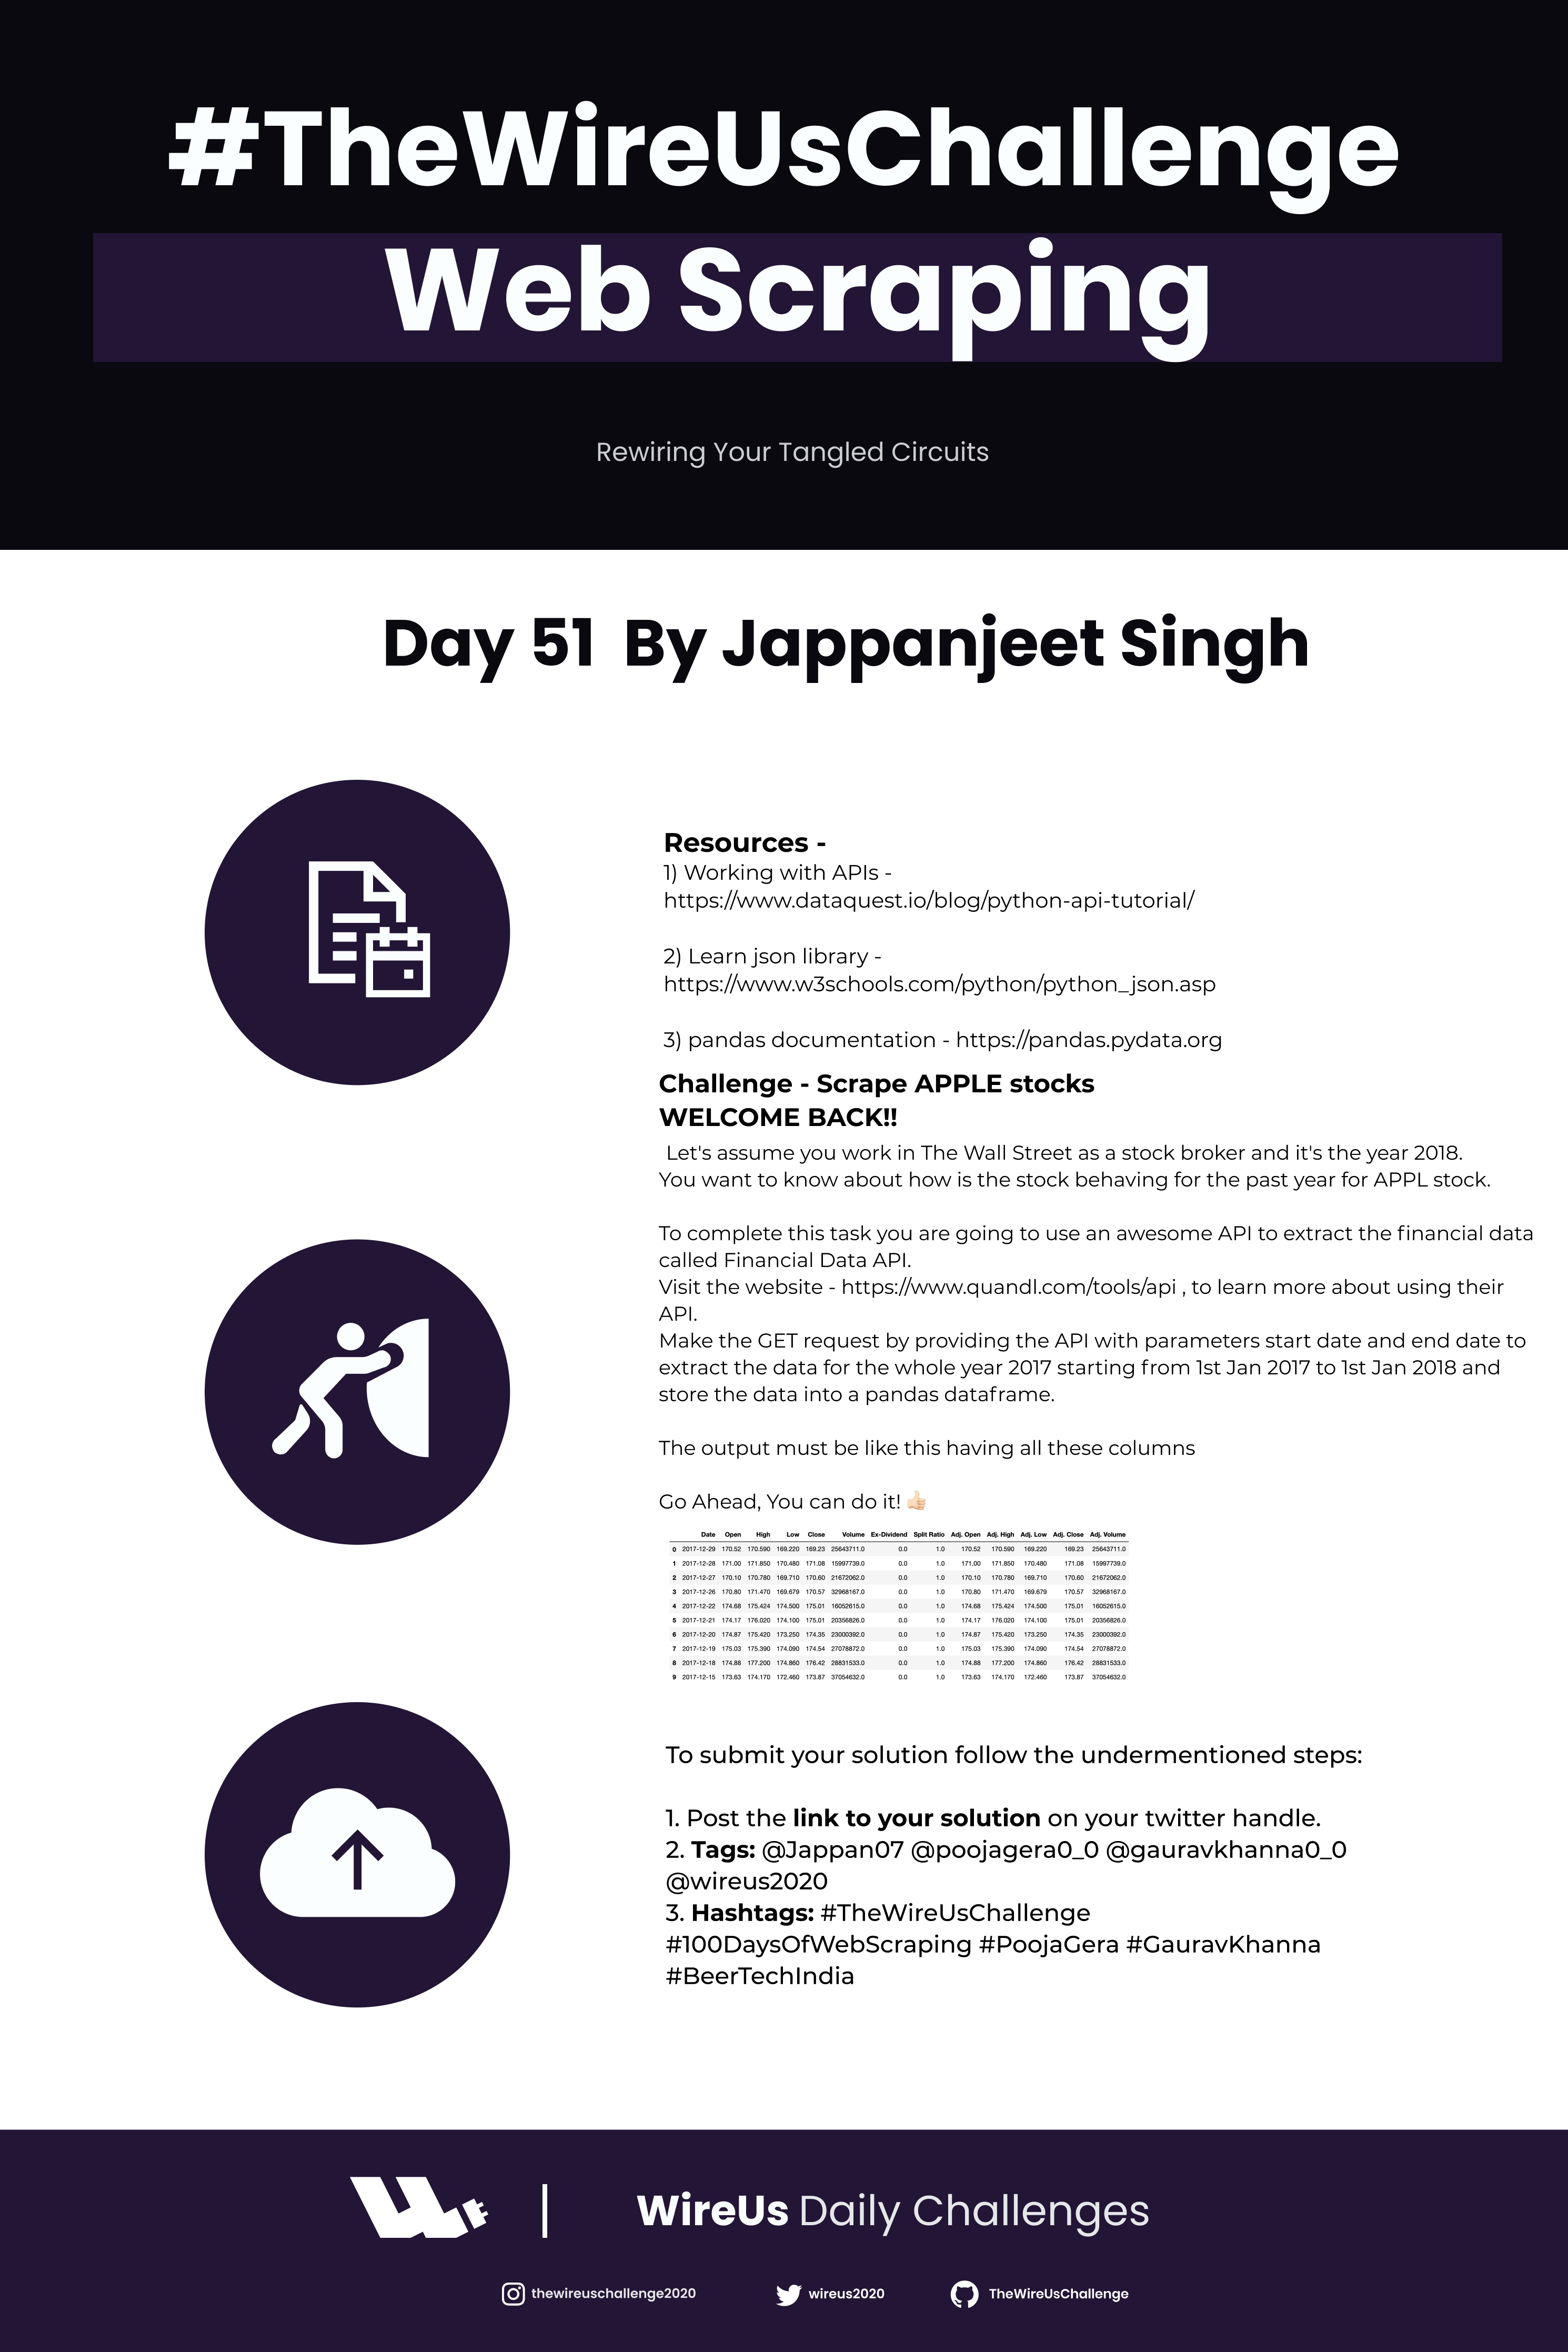 #TheWireUsChallenge
Web Scraping
Rewiring Your Tangled Circuits
Day 51 By Jappanjeet Singh
Resources -
1) Working with APIs -
https://www.dataquest.io/blog/python-api-tutorial/
2) Learn json library -
https://www.w3schools.com/python/python_json.asp
3) pandas documentation - https://pandas.pydata.org
Challenge - Scrape APPLE stocks
WELCOME BACK!!
Let's assume you work in The Wall Street as a stock broker and it's the year 2018.
You want to know about how is the stock behaving for the past year for APPL stock.
To complete this task you are going to use an awesome API to extract the financial data
called Financial Data API.
Visit the website - https://www.quandl.com/tools/api , to learn more about using their
API.
Make the GET request by providing the API with parameters start date and end date to
extract the data for the whole year 2017 starting from 1st Jan 2017 to 1st Jan 2018 and
store the data into a pandas dataframe.
The output must be like this having all these columns
Go Ahead, You can do it! 👍🏻
Date Open High Low Close Volume Ex-Dividend Split Ratio Adj. Open Adj. High Adj. Low Adj. Close Adj. Volume
0 2017-12-29 170.52 170.590 169.220 169.23 25643711.0 0.0 1.0 170.52 170.590 169.220 169.23 25643711.0
1 2017-12-28 171.00 171.850 170.480 171.08 15997739.0 0.0 1.0 171.00 171.850 170.480 171.08 15997739.0
2 2017-12-27 170.10 170.780 169.710 170.60 21672062.0 0.0 1.0 170.10 170.780 169.710 170.60 21672062.0
3 2017-12-26 170.80 171.470 169.679 170.57 32968167.0 0.0 1.0 170.80 171.470 169.679 170.57 32968167.0
4 2017-12-22 174.68 175.424 174.500 175.01 16052615.0 0.0 1.0 174.68 175.424 174.500 175.01 16052615.0
5 2017-12-21 174.17 176.020 174.100 175.01 20356826.0 0.0 1.0 174.17 176.020 174.100 175.01 20356826.0
6 2017-12-20 174.87 175.420 173.250 174.35 23000392.0 0.0 1.0 174.87 175.420 173.250 174.35 23000392.0
7 2017-12-19 175.03 175.390 174.090 174.54 27078872.0 0.0 1.0 175.03 175.390 174.090 174.54 27078872.0
8 2017-12-18 174.88 177.200 174.860 176.42 28831533.0 0.0 1.0 174.88 177.200 174.860 176.42 28831533.0
9 2017-12-15 173.63 174.170 172.460 173.87 37054632.0 0.0 1.0 173.63 174.170 172.460 173.87 37054632.0
To submit your solution follow the undermentioned steps:
1. Post the link to your solution on your twitter handle.
2. Tags: @Jappan07 @poojagera0_0 @gauravkhanna0_0
@wireus2020
3. Hashtags: #TheWireUsChallenge
#100DaysOfWebScraping #PoojaGera #GauravKhanna
#BeerTechIndia
WireUs Daily Challenges
thewireuschallenge2020 wireus2020 TheWireUsChallenge